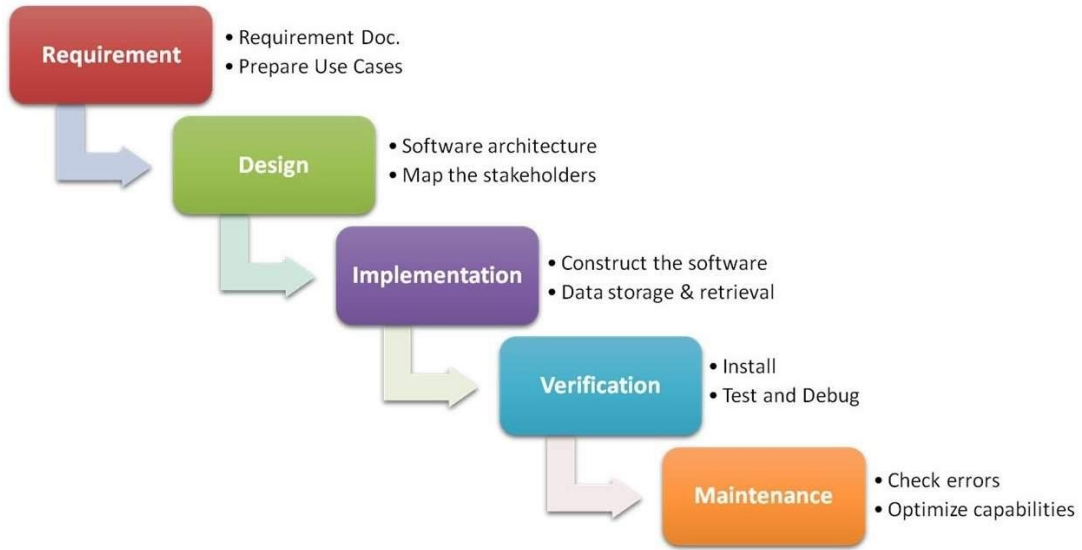 Requirement
• Requirement Doc.
• Prepare Use Cases
Design
• Software architecture
• Map the stakeholders
Implementation
• Construct the software
• Data storage & retrieval
Verification
• Install
• Test and Debug
Maintenance
• Check errors
• Optimize capabilities